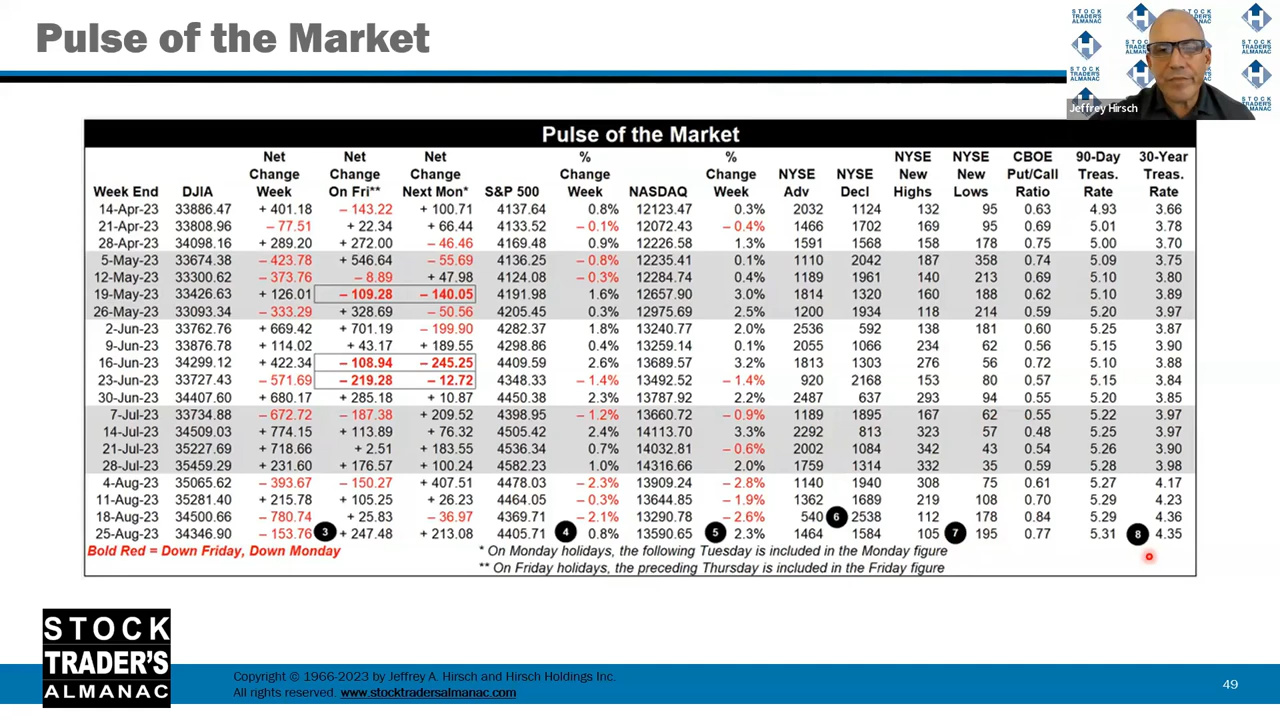 Pulse of the Market
STOCK
TRADER'S
ALMANAC
Jeffrey Hirsch
Pulse of the Market
Week End DJIA Net Change Week Net Change On Fri** Net Change Next Mon* S&P 500 % Change Week NASDAQ % Change Week NYSE Adv NYSE Decl NYSE New Highs NYSE New Lows CBOE Put/Call Ratio 90-Day Treas. Rate 30-Year Treas. Rate
14-Apr-23 33886.47 + 401.18 – 143.22 + 100.71 4137.64 0.8% 12123.47 0.3% 2032 1124 132 95 0.63 4.93 3.66
21-Apr-23 33808.96 – 77.51 + 22.34 + 66.44 4133.52 – 0.1% 12072.43 – 0.4% 1466 1702 169 95 0.69 5.01 3.78
28-Apr-23 34098.16 + 289.20 + 272.00 – 46.46 4169.48 0.9% 12226.58 1.3% 1591 1568 158 178 0.75 5.00 3.70
5-May-23 33674.38 – 423.78 + 546.64 – 55.69 4136.25 – 0.8% 12235.41 0.1% 1110 2042 187 358 0.74 5.09 3.75
12-May-23 33300.62 – 373.76 – 8.89 + 47.98 4124.08 – 0.3% 12284.74 0.4% 1189 1961 140 213 0.69 5.10 3.80
19-May-23 33426.63 + 126.01 – 109.28 – 140.05 4191.98 1.6% 12657.90 3.0% 1814 1320 160 188 0.62 5.10 3.89
26-May-23 33093.34 – 333.29 + 328.69 – 50.56 4205.45 0.3% 12975.69 2.5% 1200 1934 118 214 0.59 5.20 3.97
2-Jun-23 33762.76 + 669.42 + 701.19 – 199.90 4282.37 1.8% 13240.77 2.0% 2536 592 138 181 0.60 5.25 3.87
9-Jun-23 33876.78 + 114.02 + 43.17 + 189.55 4298.86 0.4% 13259.14 0.1% 2055 1066 234 62 0.56 5.15 3.90
16-Jun-23 34299.12 + 422.34 – 108.94 – 245.25 4409.59 2.6% 13689.57 3.2% 1813 1303 276 56 0.72 5.10 3.88
23-Jun-23 33727.43 – 571.69 – 219.28 – 12.72 4348.33 – 1.4% 13492.52 – 1.4% 920 2168 153 80 0.57 5.15 3.84
30-Jun-23 34407.60 + 680.17 + 285.18 + 10.87 4450.38 2.3% 13787.92 2.2% 2487 637 293 94 0.55 5.20 3.85
7-Jul-23 33734.88 – 672.72 – 187.38 + 209.52 4398.95 – 1.2% 13660.72 – 0.9% 1189 1895 167 62 0.55 5.22 3.97
14-Jul-23 34509.03 + 774.15 + 113.89 + 76.32 4505.42 2.4% 14113.70 3.3% 2292 813 323 57 0.48 5.25 3.97
21-Jul-23 35227.69 + 718.66 + 2.51 + 183.55 4536.34 0.7% 14032.81 – 0.6% 2002 1084 342 43 0.54 5.26 3.90
28-Jul-23 35459.29 + 231.60 + 176.57 + 100.24 4582.23 1.0% 14316.66 2.0% 1759 1314 332 35 0.59 5.28 3.98
4-Aug-23 35065.62 – 393.67 – 150.27 + 407.51 4478.03 – 2.3% 13909.24 – 2.8% 1140 1940 308 75 0.61 5.27 4.17
11-Aug-23 35281.40 + 215.78 + 105.25 + 26.23 4464.05 – 0.3% 13644.85 – 1.9% 1362 1689 219 108 0.70 5.29 4.23
18-Aug-23 34500.66 – 780.74 + 25.83 – 36.97 4369.71 – 2.1% 13290.78 – 2.6% 540 6 2538 112 178 0.84 5.29 4.36
25-Aug-23 34346.90 – 153.76 3 + 247.48 + 213.08 4405.71 4 0.8% 13590.65 5 2.3% 1464 1584 105 7 195 0.77 5.31 8 4.35
Bold Red = Down Friday, Down Monday
* On Monday holidays, the following Tuesday is included in the Monday figure
** On Friday holidays, the preceding Thursday is included in the Friday figure
STOCK
TRADER'S
ALMANAC
Copyright © 1966-2023 by Jeffrey A. Hirsch and Hirsch Holdings Inc.
All rights reserved. www.stocktradersalmanac.com
49